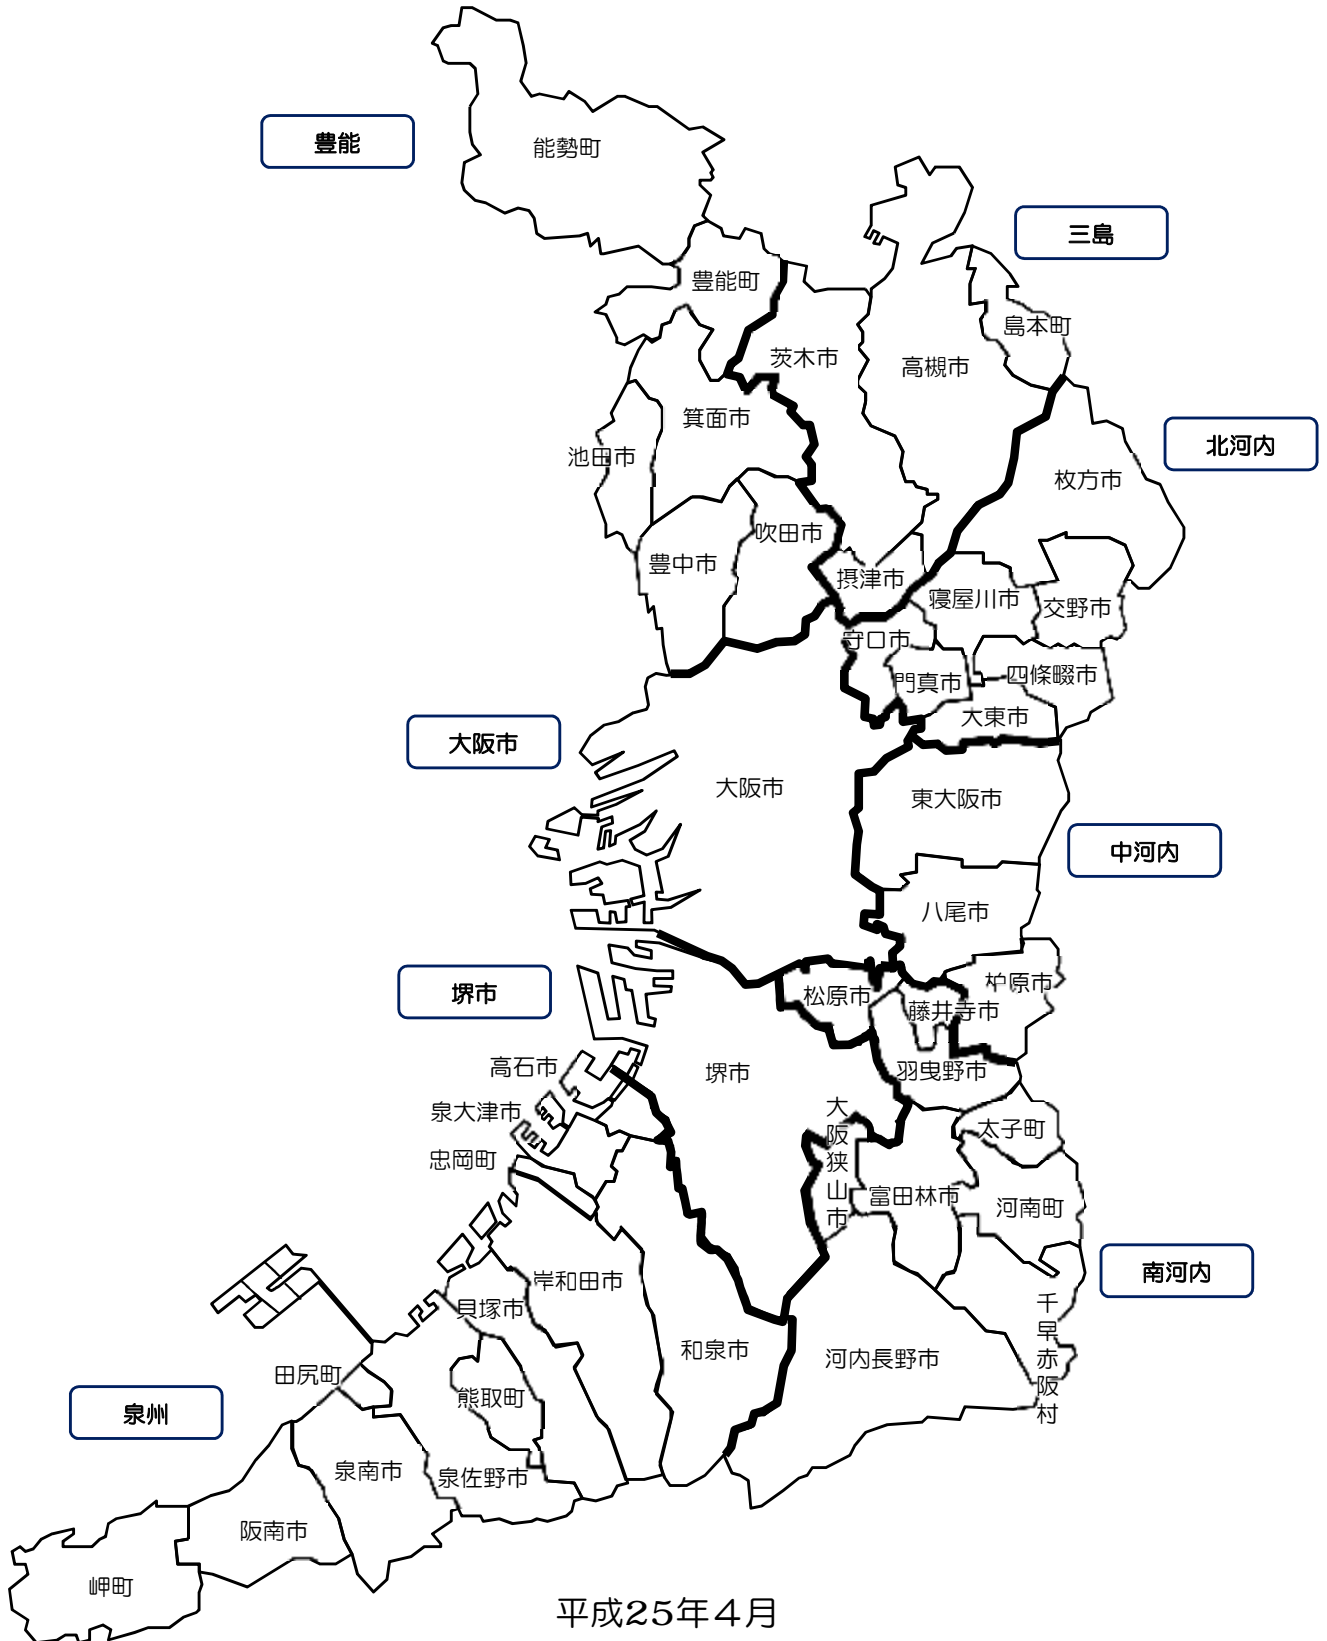 豊能
能勢町
三島
豊能町
島本町
茨木市
高槻市
箕面市
北河内
池田市
枚方市
吹田市
豊中市
摂津市
寝屋川市
交野市
守口市
門真市
四條畷市
大東市
大阪市
大阪市
東大阪市
中河内
八尾市
柏原市
堺市
松原市
藤井寺市
高石市
堺市
羽曳野市
泉大津市
大阪狭山市
太子町
忠岡町
富田林市
河南町
南河内
岸和田市
貝塚市
千早赤阪村
和泉市
河内長野市
田尻町
熊取町
泉州
泉南市
泉佐野市
阪南市
岬町
平成25年4月